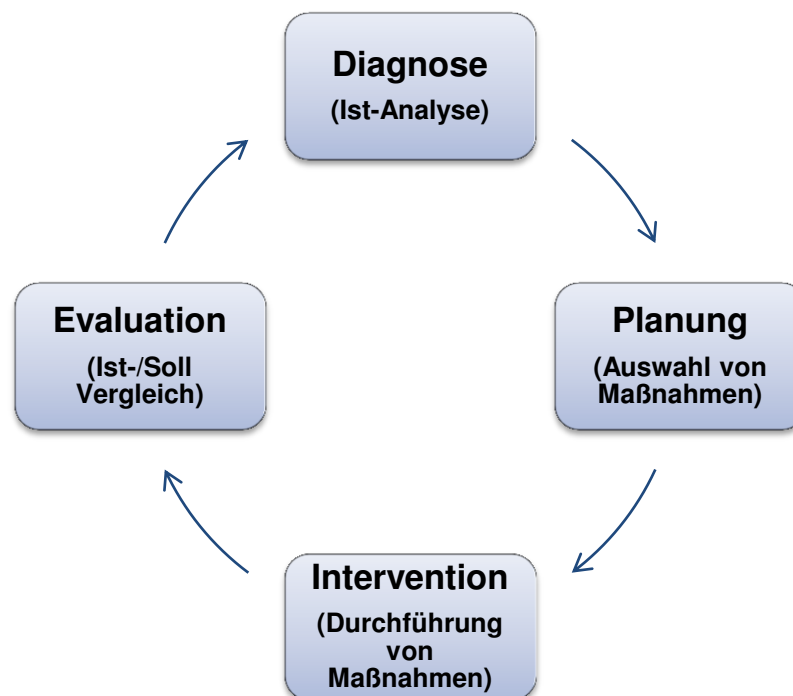 Diagnose
(Ist-Analyse)
Planung
(Auswahl von
Maßnahmen)
Intervention
(Durchführung
von
Maßnahmen)
Evaluation
(Ist-/Soll
Vergleich)